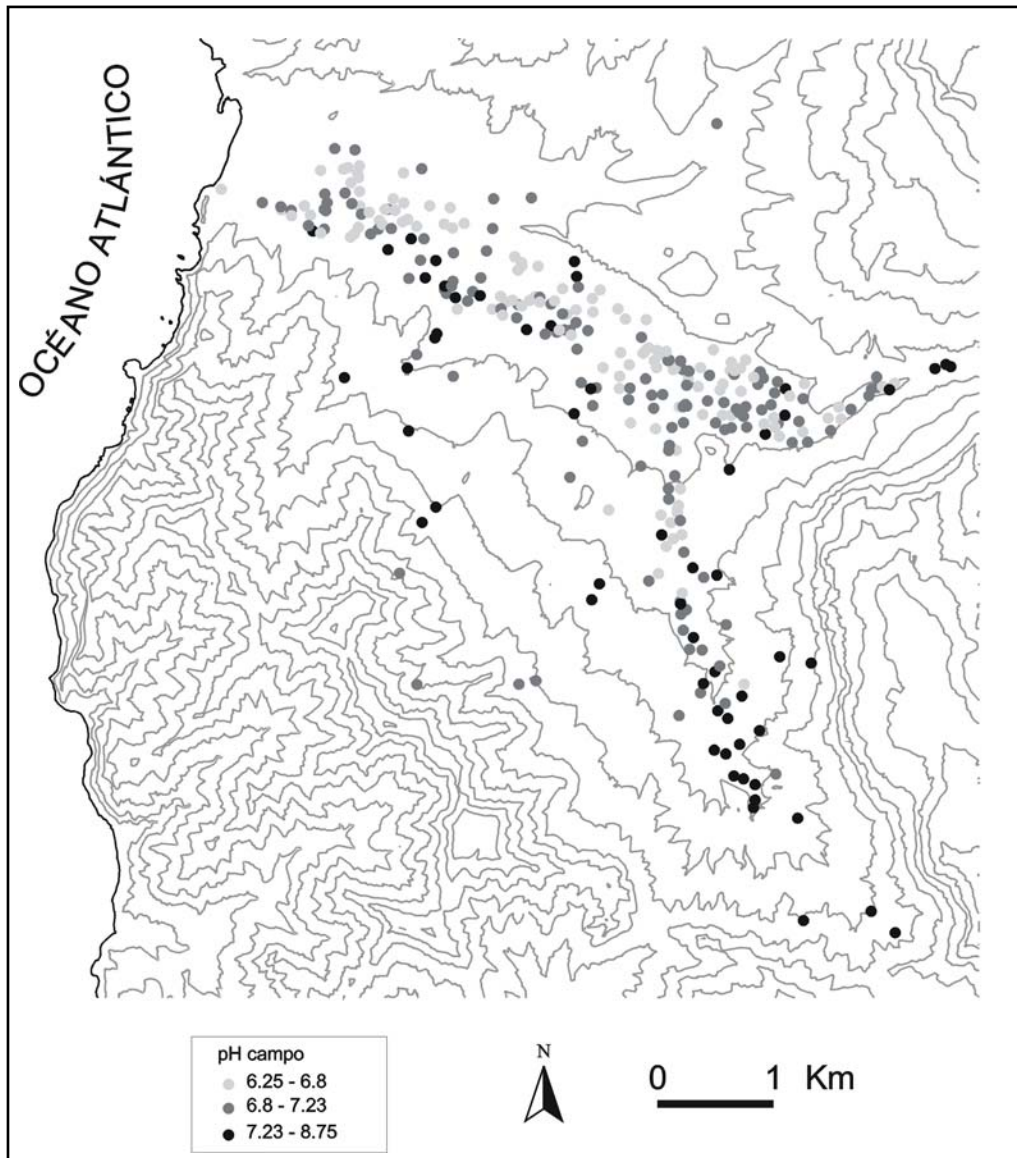 OCÉANO ATLÁNTICO
pH campo
6.25 - 6.8
6.8 - 7.23
7.23 - 8.75
N
0 1 Km